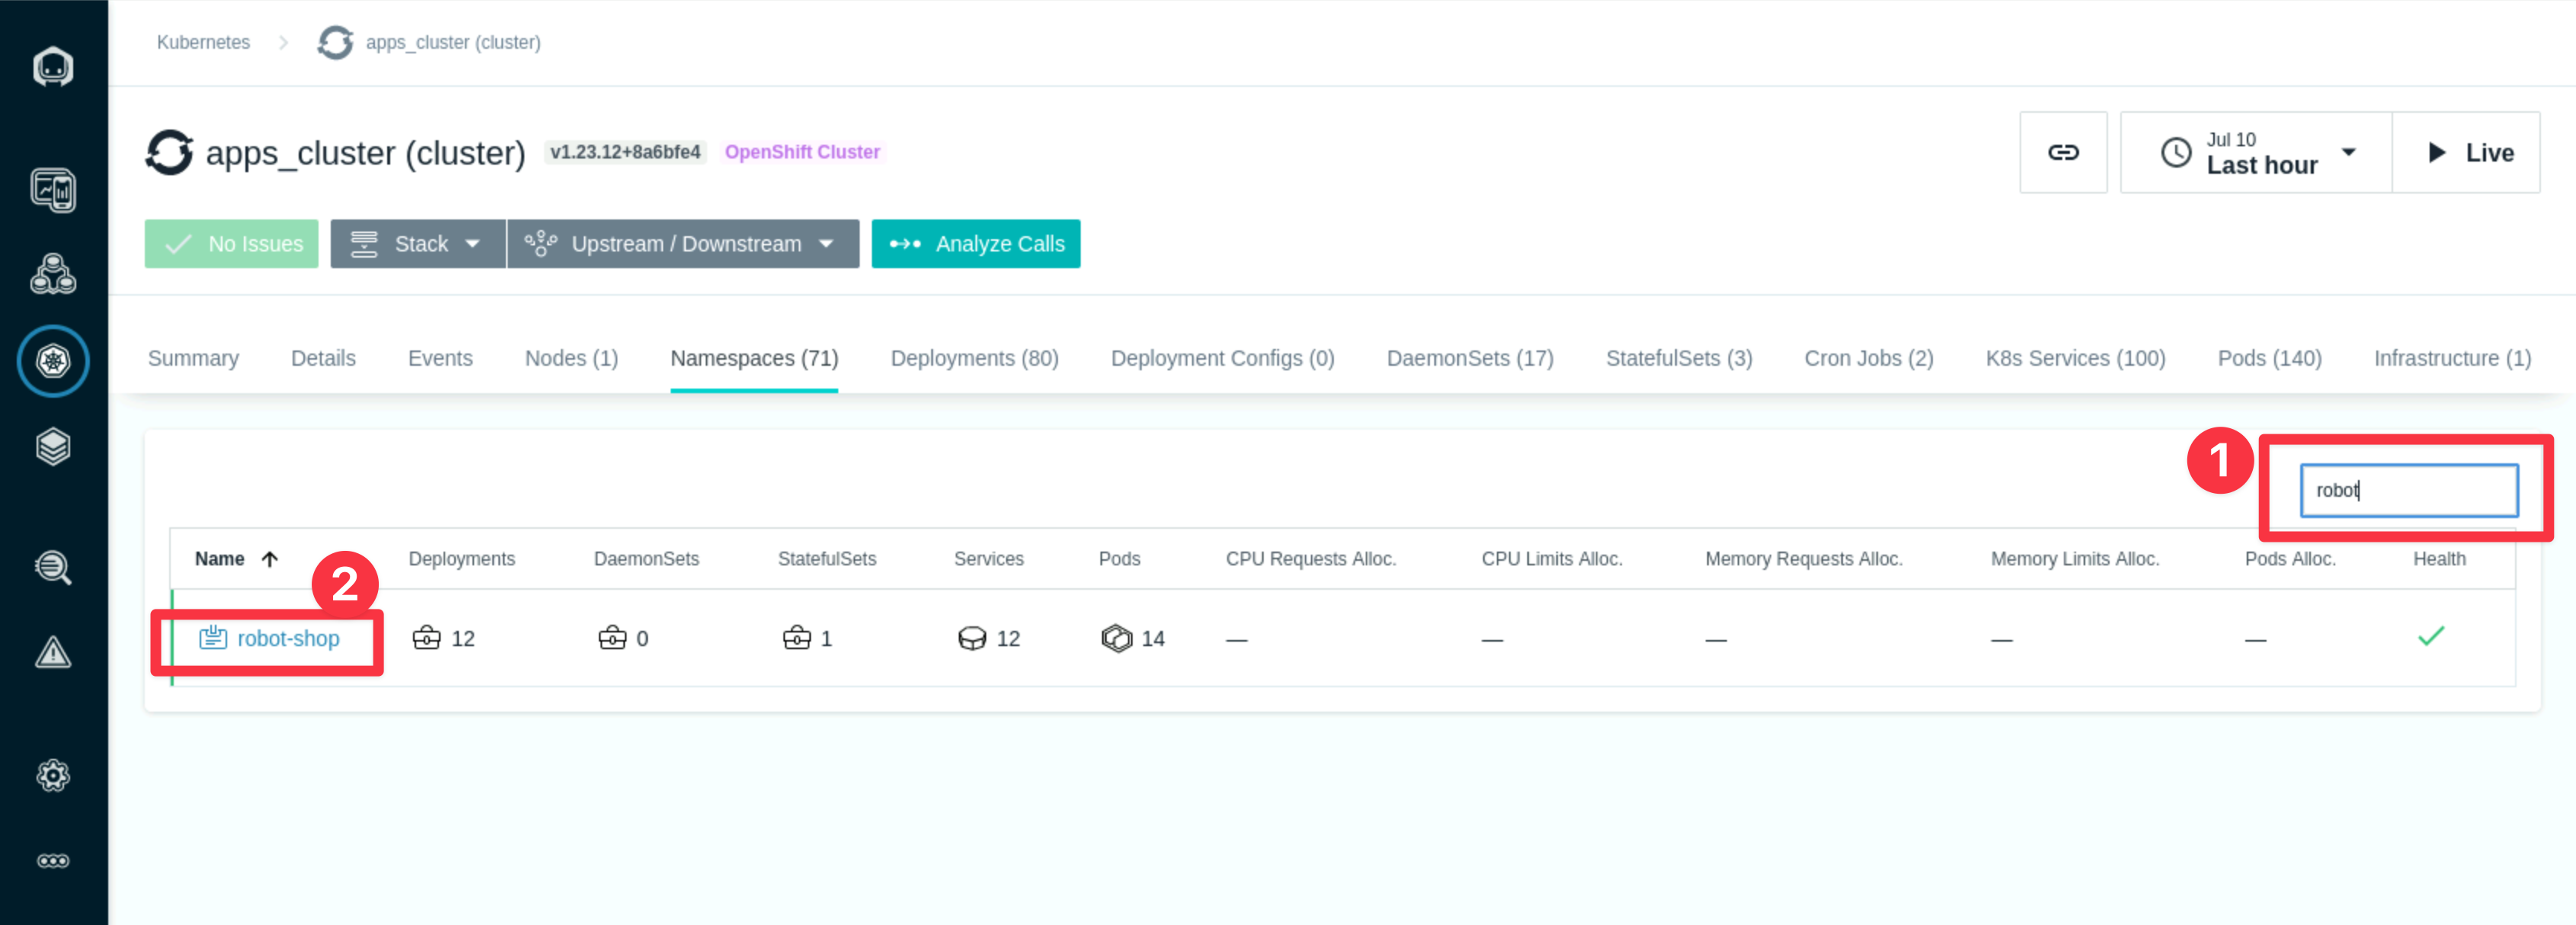 Kubernetes apps_cluster (cluster)
apps_cluster (cluster) v1.23.12+8a6bfe4 OpenShift Cluster
Jul 10
Last hour
Live
No Issues Stack Upstream / Downstream Analyze Calls
Summary Details Events Nodes (1) Namespaces (71) Deployments (80) Deployment Configs (0) DaemonSets (17) StatefulSets (3) Cron Jobs (2) K8s Services (100) Pods (140) Infrastructure (1)
1
robot
Name Deployments DaemonSets StatefulSets Services Pods CPU Requests Alloc. CPU Limits Alloc. Memory Requests Alloc. Memory Limits Alloc. Pods Alloc. Health
2
robot-shop 12 0 1 12 14 — — — — —